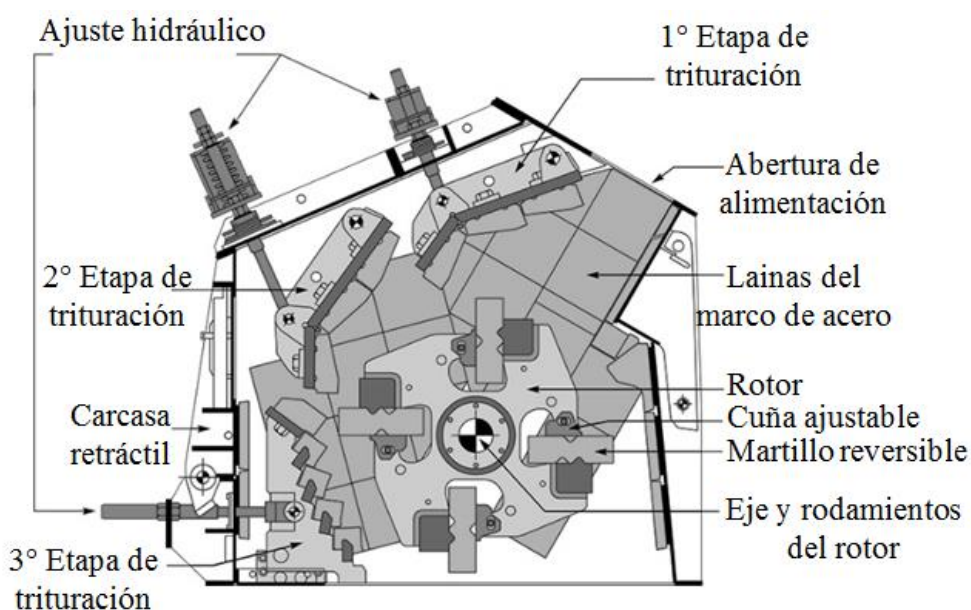 Ajuste hidráulico
1° Etapa de
trituración
Abertura de
alimentación
2° Etapa de
trituración
Lainas del
marco de acero
Rotor
Carcasa
retráctil
Cuña ajustable
Martillo reversible
Eje y rodamientos
del rotor
3° Etapa de
trituración